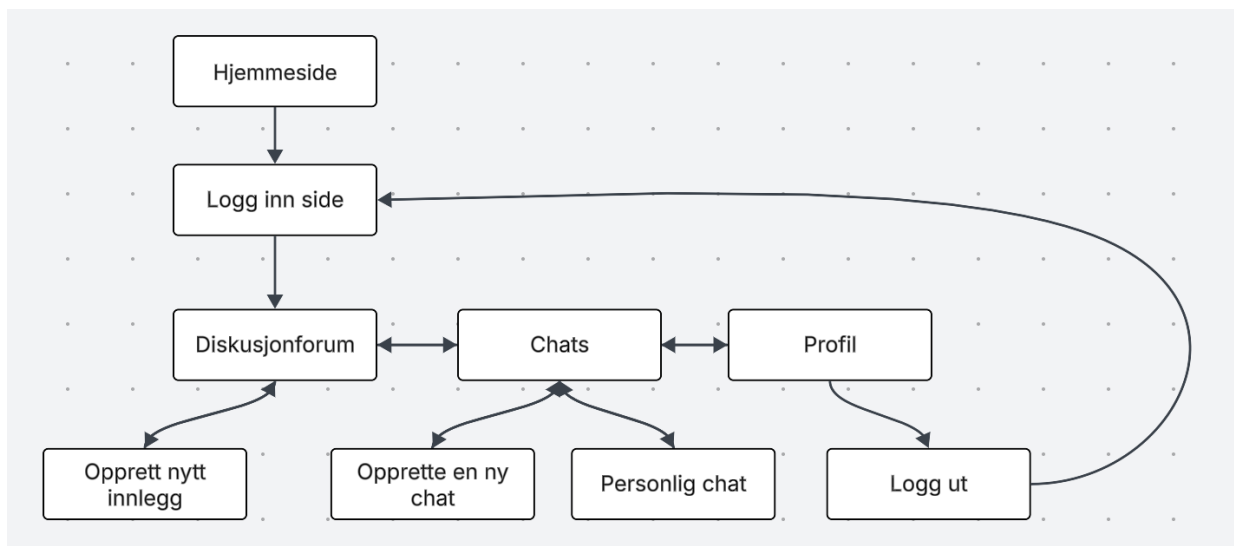 Hjemmeside
Logg inn side
Diskusjonforum
Chats
Profil
Opprett nytt
innlegg
Opprette en ny
chat
Personlig chat
Logg ut